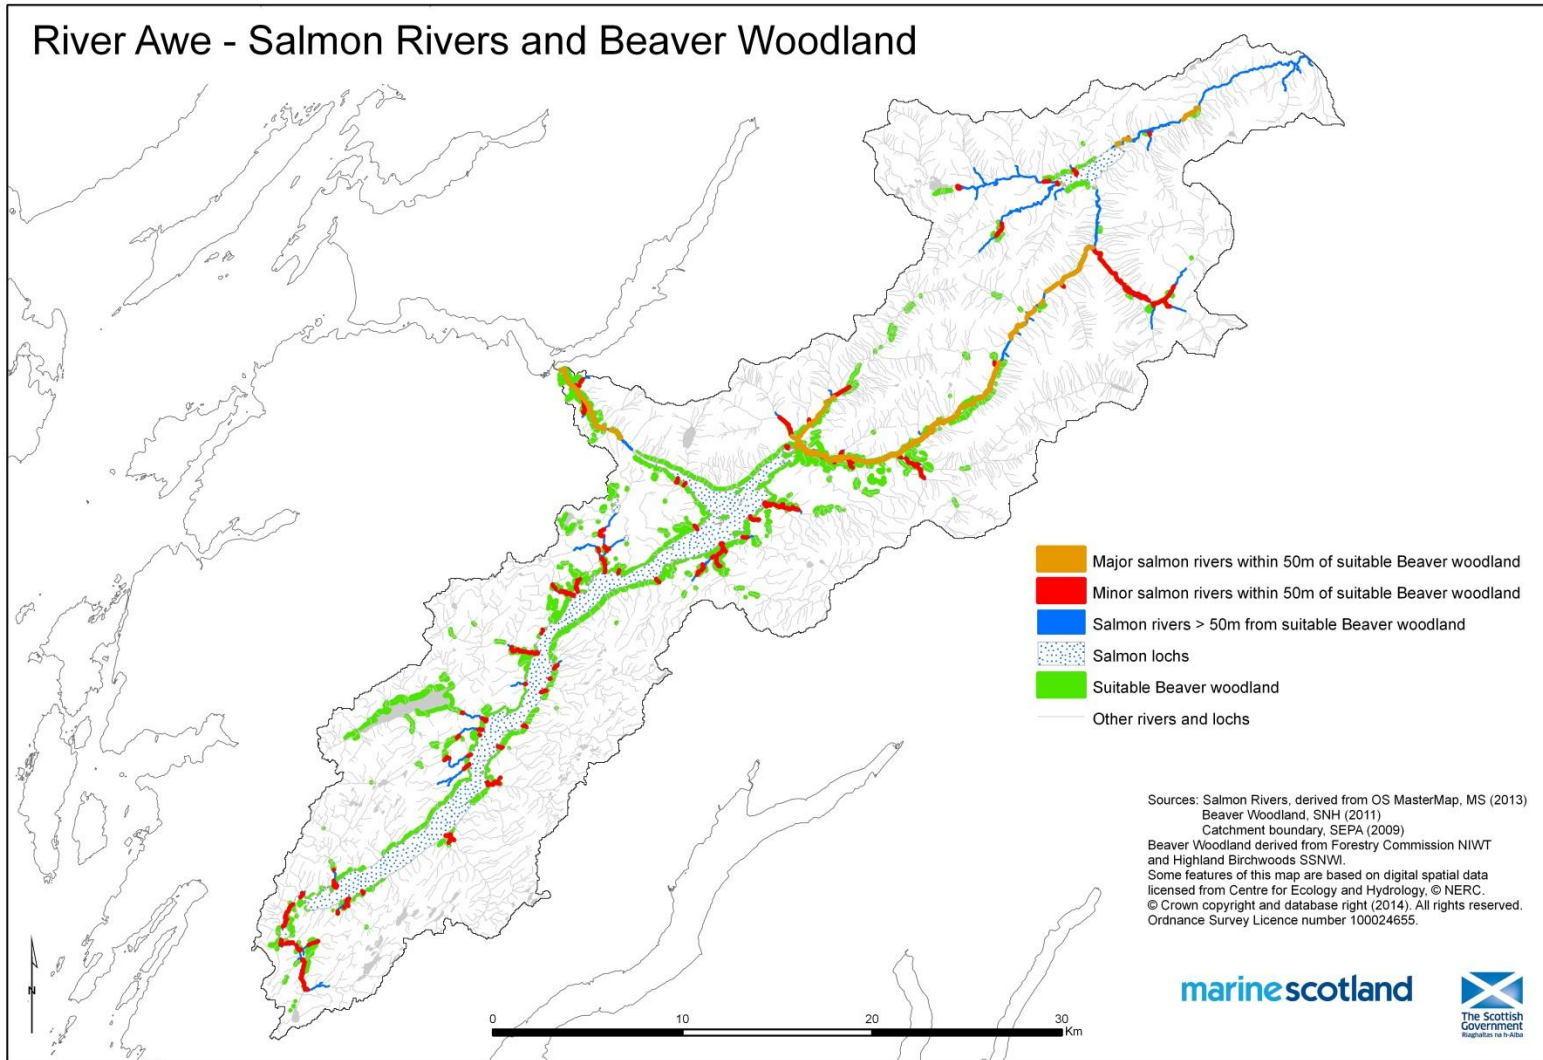 River Awe - Salmon Rivers and Beaver Woodland
Major salmon rivers within 50m of suitable Beaver woodland
Minor salmon rivers within 50m of suitable Beaver woodland
Salmon rivers > 50m from suitable Beaver woodland
Salmon lochs
Suitable Beaver woodland
Other rivers and lochs
Sources: Salmon Rivers, derived from OS MasterMap, MS (2013)
Beaver Woodland, SNH (2011)
Catchment boundary, SEPA (2009)
Beaver Woodland derived from Forestry Commission NIWT
and Highland Birchwoods SSNWI.
Some features of this map are based on digital spatial data
licensed from Centre for Ecology and Hydrology, © NERC.
© Crown copyright and database right (2014). All rights reserved.
Ordnance Survey Licence number 100024655.
N
0 10 20 30
Km
marinescotland
The Scottish
Government
Riaghaltas na h-Alba